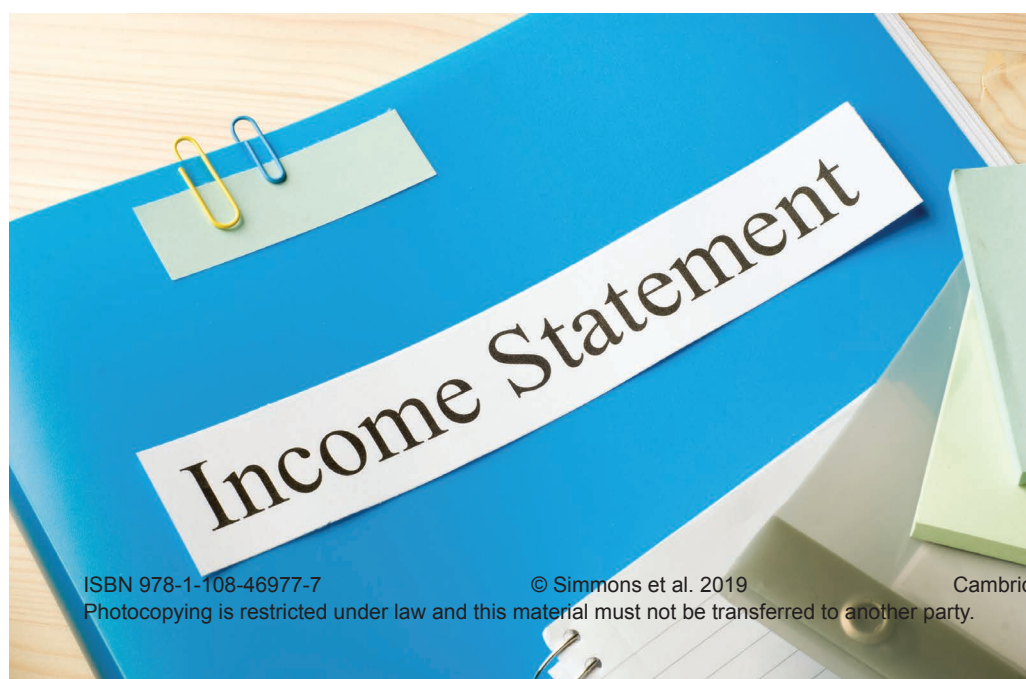 Income Statement
ISBN 978-1-108-46977-7 © Simmons et al. 2019
Photocopying is restricted under law and this material must not be transferred to another party.